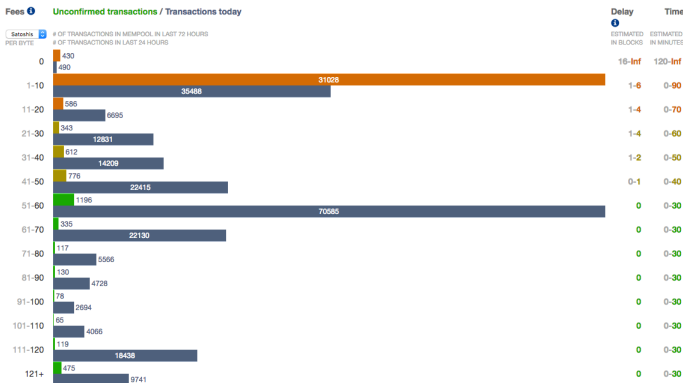 Fees Unconfirmed transactions / Transactions today Delay Time
Satoshis # OF TRANSACTIONS IN MEMPOOL IN LAST 72 HOURS ESTIMATED ESTIMATED
PER BYTE # OF TRANSACTIONS IN LAST 24 HOURS IN BLOCKS IN MINUTES
0 430 16-Inf 120-Inf
490
1-10 31026 1-6 0-90
35488
11-20 586 1-4 0-70
6695
21-30 343 1-4 0-60
12831
31-40 612 1-2 0-50
14209
41-50 776 0-1 0-40
22415
51-60 1196 0 0-30
70585
61-70 335 0 0-30
22130
71-80 117 0 0-30
5566
81-90 130 0 0-30
4728
91-100 78 0 0-30
2694
101-110 65 0 0-30
4066
111-120 119 0 0-30
18438
121+ 475 0 0-30
9741